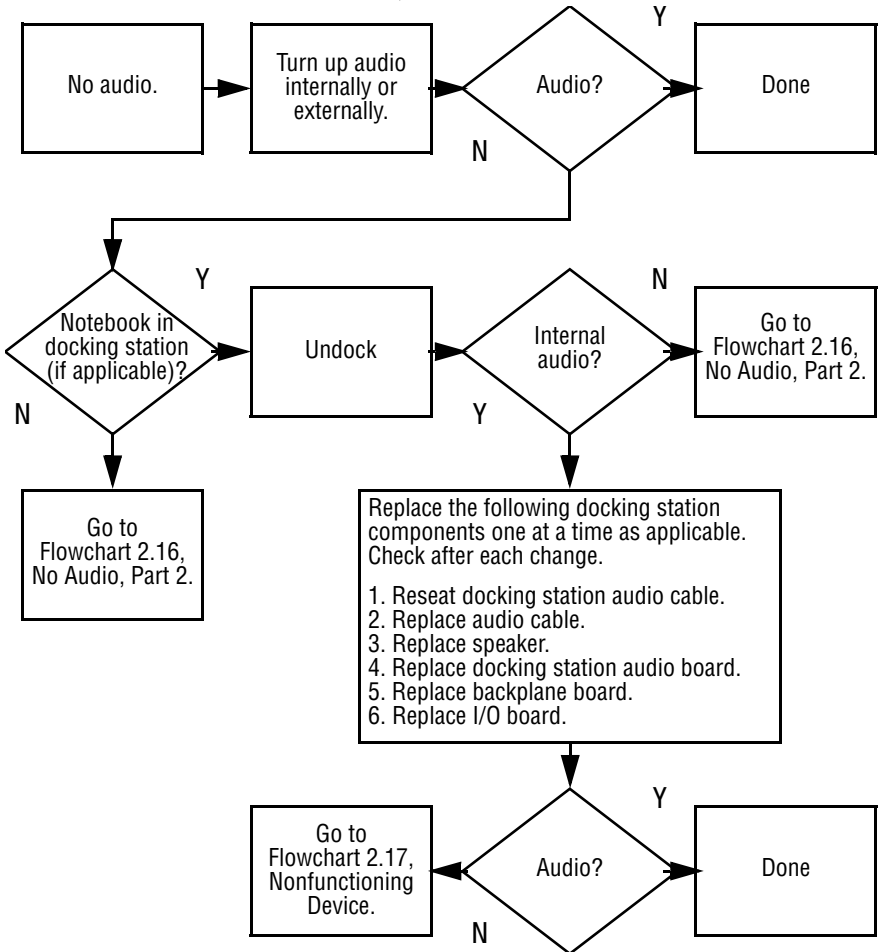 Y
No audio.
Turn up audio
internally or
externally.
Audio?
Done
N
Y
N
Notebook in
docking station
(if applicable)?
Undock
Internal
audio?
Go to
Flowchart 2.16,
No Audio, Part 2.
N
Y
Go to
Flowchart 2.16,
No Audio, Part 2.
Replace the following docking station
components one at a time as applicable.
Check after each change.
1. Reseat docking station audio cable.
2. Replace audio cable.
3. Replace speaker.
4. Replace docking station audio board.
5. Replace backplane board.
6. Replace I/O board.
Y
Go to
Flowchart 2.17,
Nonfunctioning
Device.
Audio?
Done
N